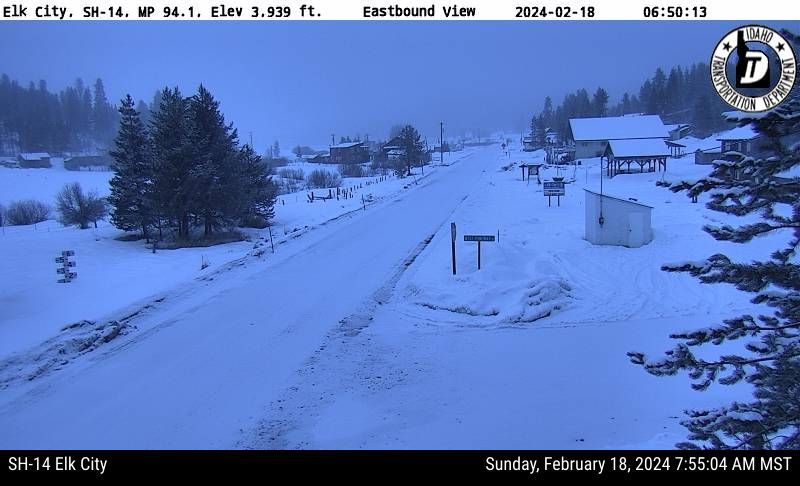 Elk City, SH-14, MP 94.1, Elev 3,939 ft. Eastbound View 2024-02-18 06:50:13
IDAHO
TRANSPORTATION DEPARTMENT
SH-14 Elk City Sunday, February 18, 2024 7:55:04 AM MST